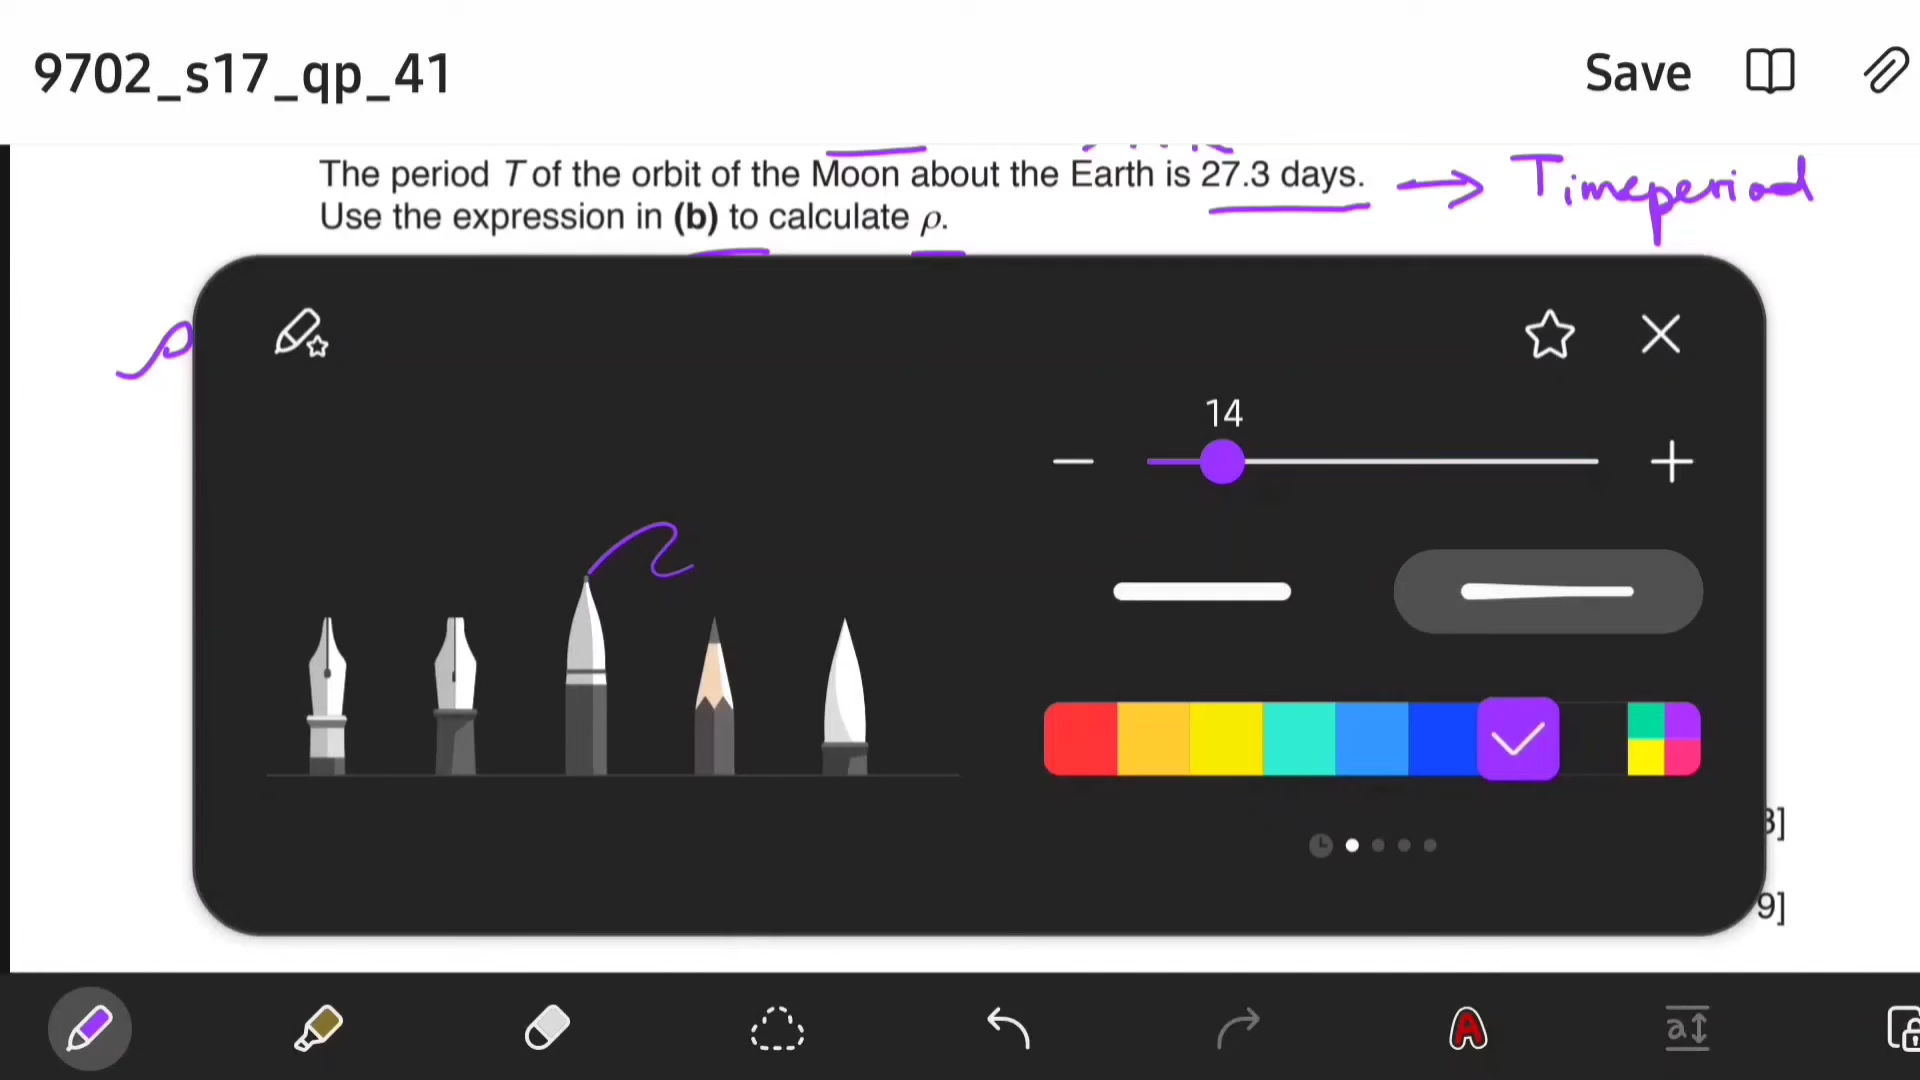 9702_s17_qp_41
Save
The period T of the orbit of the Moon about the Earth is 27.3 days. → Timeperiod
Use the expression in (b) to calculate ρ.
ρ
14
3]
9]
A
a